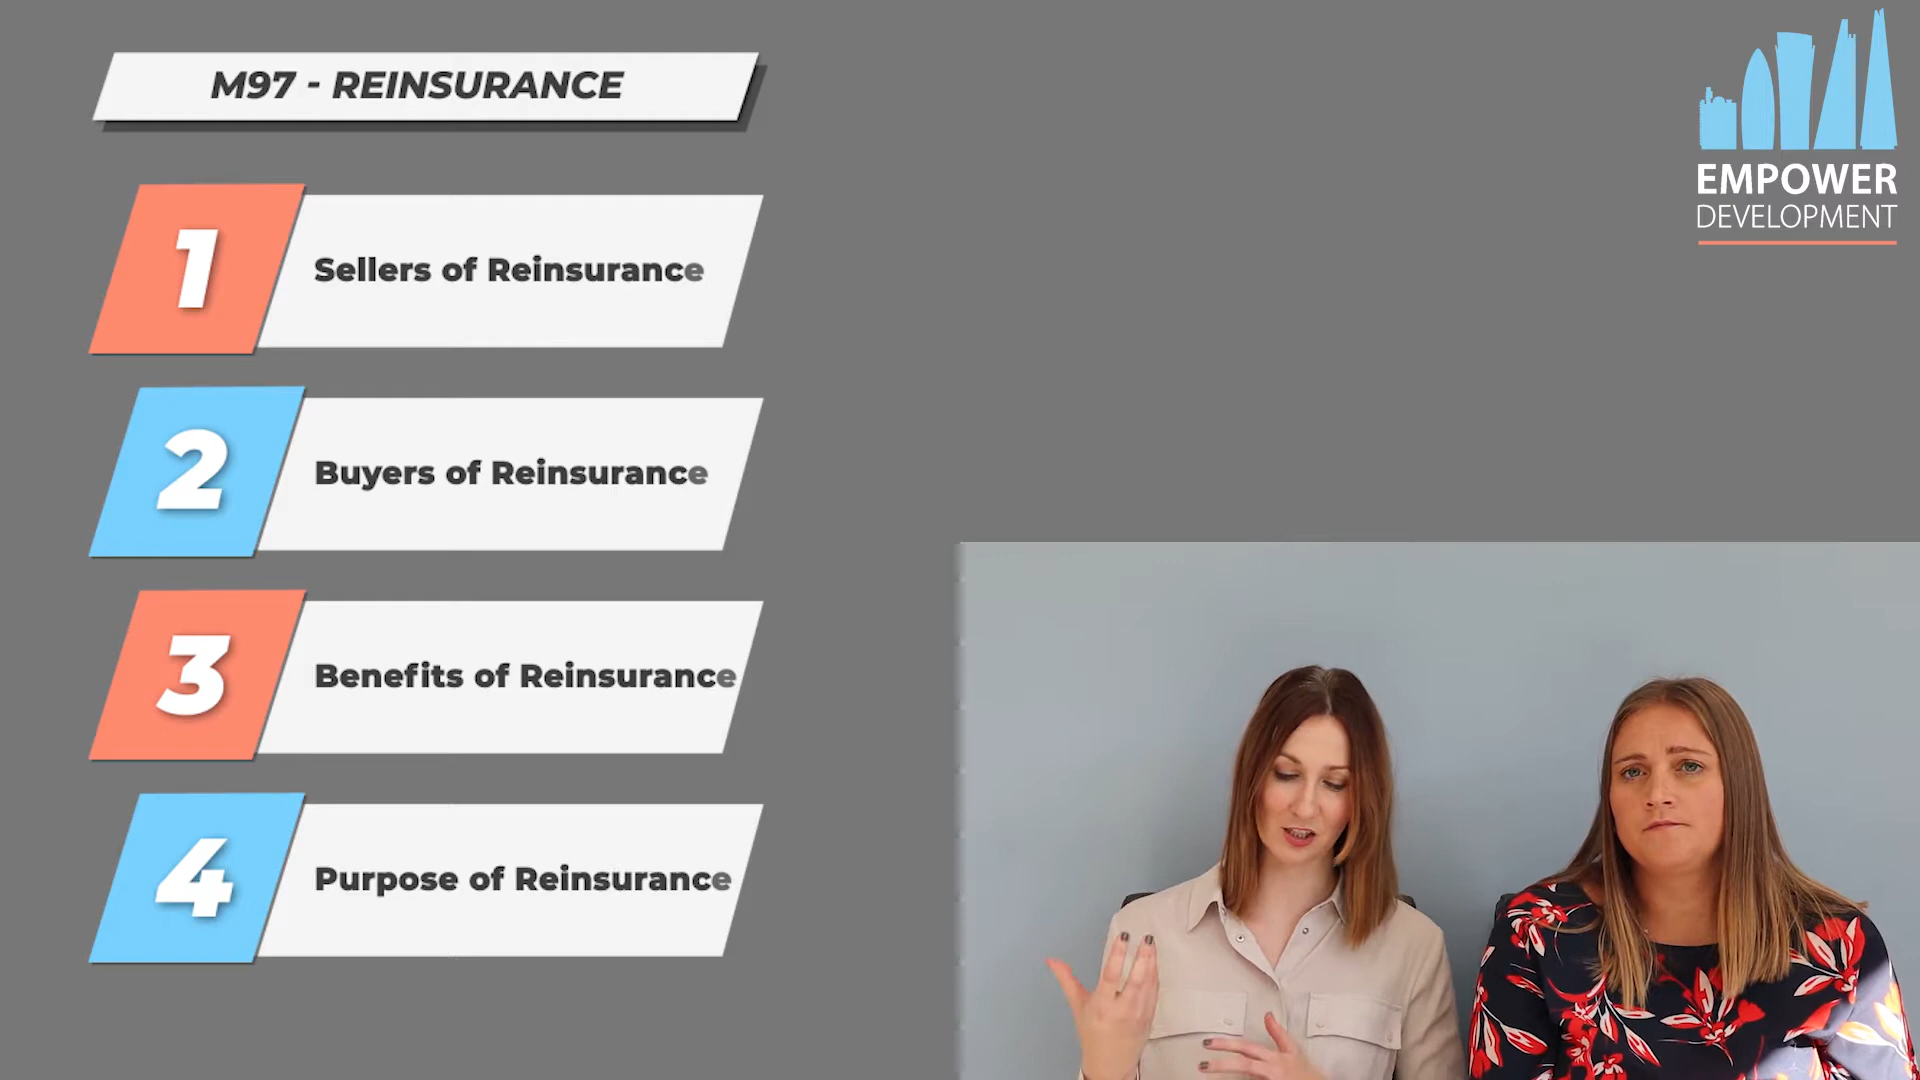 M97 - REINSURANCE
1
Sellers of Reinsurance
2
Buyers of Reinsurance
3
Benefits of Reinsurance
4
Purpose of Reinsurance
EMPOWER
DEVELOPMENT